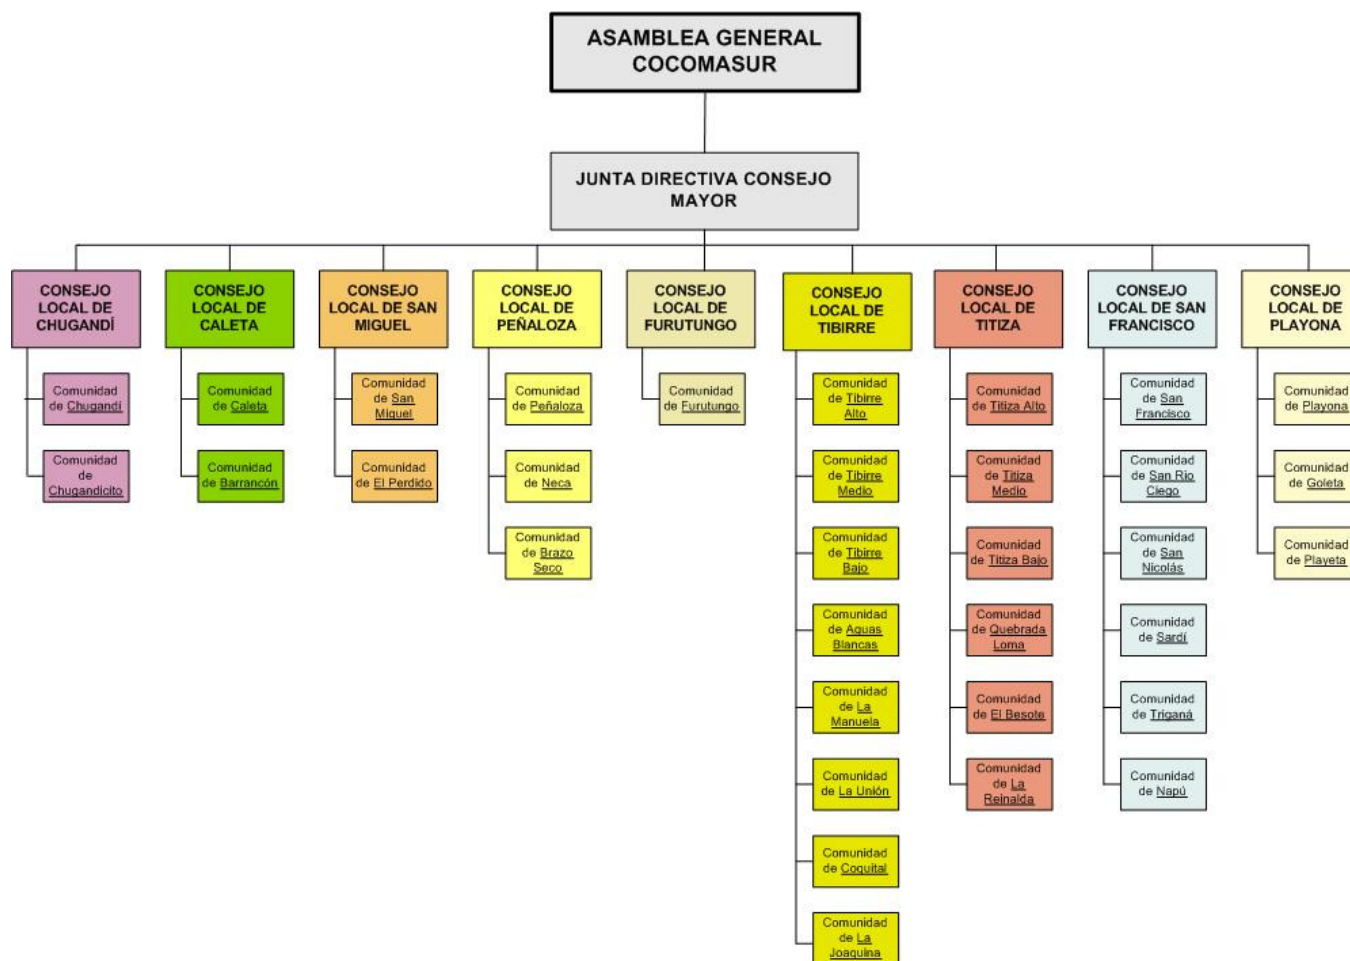 ASAMBLEA GENERAL
COCOMASUR
JUNTA DIRECTIVA CONSEJO
MAYOR
CONSEJO
LOCAL DE
CHUGANDÍ
Comunidad
de Chugandí
Comunidad
de
Chugandicito
CONSEJO
LOCAL DE
CALETA
Comunidad
de Caleta
Comunidad
de Barrancón
CONSEJO
LOCAL DE SAN
MIGUEL
Comunidad
de San
Miguel
Comunidad
de El Perdido
CONSEJO
LOCAL DE
PEÑALOZA
Comunidad
de Peñaloza
Comunidad
de Neca
Comunidad
de Brazo
Seco
CONSEJO
LOCAL DE
FURUTUNGO
Comunidad
de Furutungo
CONSEJO
LOCAL DE
TIBIRRE
Comunidad
de Tibirre
Alto
Comunidad
de Tibirre
Medio
Comunidad
de Tibirre
Bajo
Comunidad
de Aguas
Blancas
Comunidad
de La
Manuela
Comunidad
de La Unión
Comunidad
de Coquital
Comunidad
de La
Joaquina
CONSEJO
LOCAL DE
TITIZA
Comunidad
de Titiza Alto
Comunidad
de Titiza
Medio
Comunidad
de Titiza Bajo
Comunidad
de Quebrada
Loma
Comunidad
de El Besote
Comunidad
de La
Reinalda
CONSEJO
LOCAL DE SAN
FRANCISCO
Comunidad
de San
Francisco
Comunidad
de San Rio
Ciego
Comunidad
de San
Nicolás
Comunidad
de Sardí
Comunidad
de Triganá
Comunidad
de Napú
CONSEJO
LOCAL DE
PLAYONA
Comunidad
de Playona
Comunidad
de Goleta
Comunidad
de Playeta